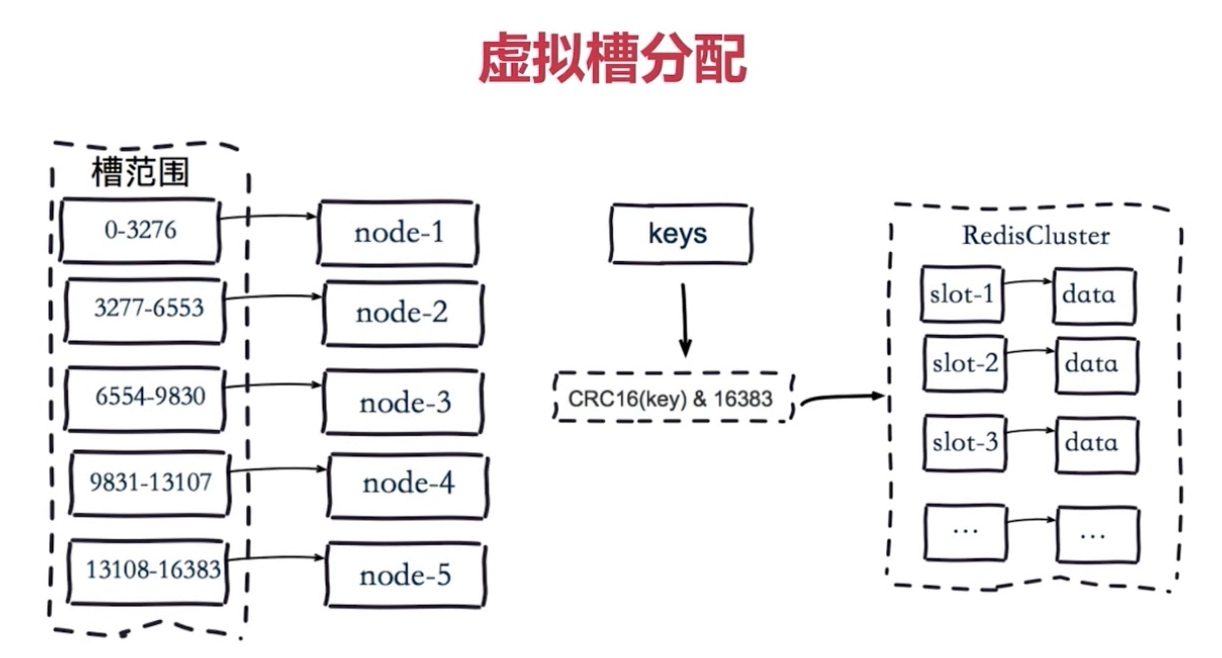 虚拟槽分配
槽范围
0-3276
node-1
3277-6553
node-2
6554-9830
node-3
9831-13107
node-4
13108-16383
node-5
keys
CRC16(key) & 16383
RedisCluster
slot-1
data
slot-2
data
slot-3
data
...
...